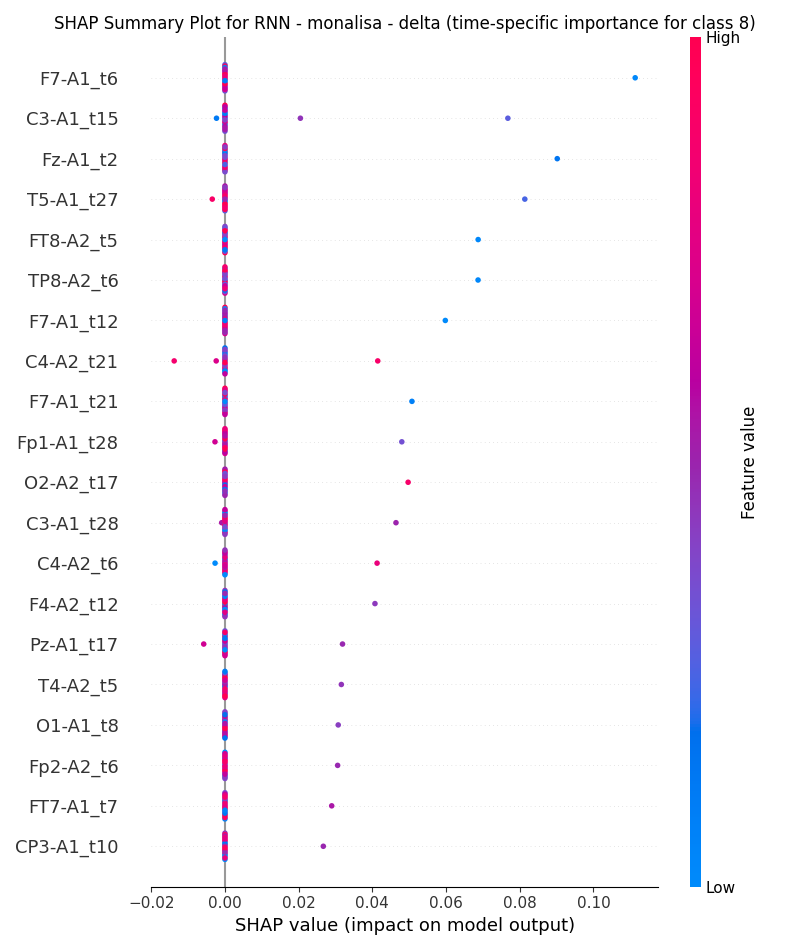 SHAP Summary Plot for RNN - monalisa - delta (time-specific importance for class 8)
High
F7-A1_t6
C3-A1_t15
Fz-A1_t2
T5-A1_t27
FT8-A2_t5
TP8-A2_t6
F7-A1_t12
C4-A2_t21
F7-A1_t21
Fp1-A1_t28
O2-A2_t17
C3-A1_t28
C4-A2_t6
F4-A2_t12
Pz-A1_t17
T4-A2_t5
O1-A1_t8
Fp2-A2_t6
FT7-A1_t7
CP3-A1_t10
Feature value
Low
−0.02 0.00 0.02 0.04 0.06 0.08 0.10
SHAP value (impact on model output)